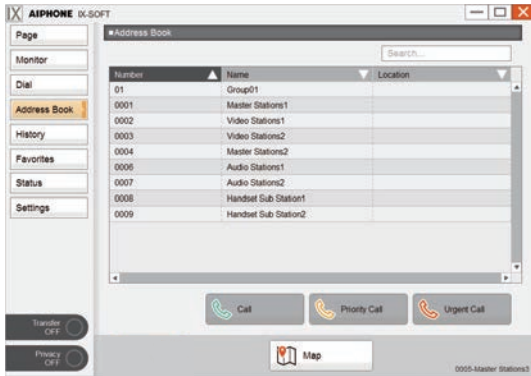 AIPHONE IX-SOFT
Page
Monitor
Dial
Address Book
History
Favorites
Status
Settings
Transfer OFF
Privacy OFF
■Address Book
Search...
Number Name Location
01 Group01
0001 Master Stations1
0002 Video Stations1
0003 Video Stations2
0004 Master Stations2
0006 Audio Stations1
0007 Audio Stations2
0008 Handset Sub Station1
0009 Handset Sub Station2
Call Priority Call Urgent Call
Map
0005-Master Stations3